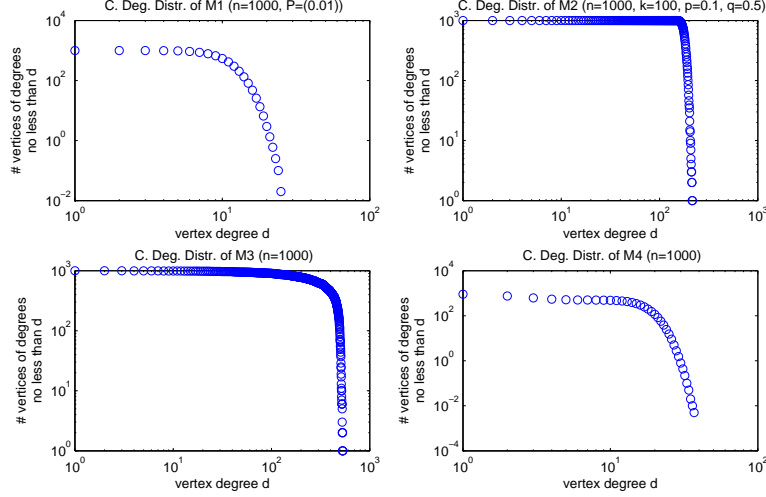 C. Deg. Distr. of M1 (n=1000, P=(0.01))
10^4
10^2
10^0
10^-2
10^0
10^1
10^2
# vertices of degrees
no less than d
vertex degree d
C. Deg. Distr. of M2 (n=1000, k=100, p=0.1, q=0.5)
10^3
10^2
10^1
10^0
10^0
10^1
10^2
10^3
# vertices of degrees
no less than d
vertex degree d
C. Deg. Distr. of M3 (n=1000)
10^3
10^2
10^1
10^0
10^0
10^1
10^2
10^3
# vertices of degrees
no less than d
vertex degree d
C. Deg. Distr. of M4 (n=1000)
10^4
10^2
10^0
10^-2
10^-4
10^0
10^1
10^2
# vertices of degrees
no less than d
vertex degree d